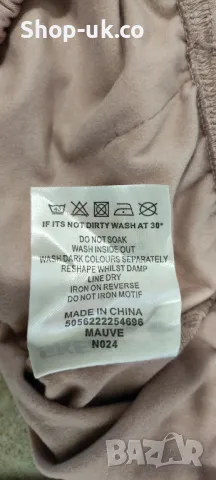 Shop-uk.co
IF ITS NOT DIRTY WASH AT 30°
DO NOT SOAK
WASH INSIDE OUT
WASH DARK COLOURS SEPARATELY
RESHAPE WHILST DAMP
LINE DRY
IRON ON REVERSE
DO NOT IRON MOTIF
MADE IN CHINA
5056222254696
MAUVE
N024
BAZAR
.bg